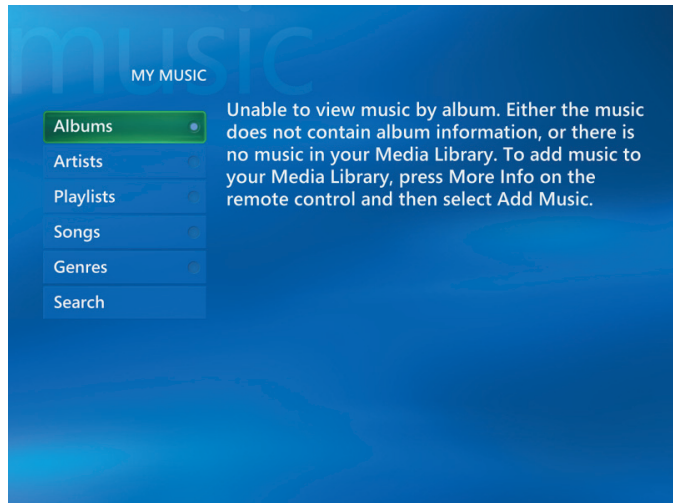 music
MY MUSIC
Albums
Artists
Playlists
Songs
Genres
Search
Unable to view music by album. Either the music
does not contain album information, or there is
no music in your Media Library. To add music to
your Media Library, press More Info on the
remote control and then select Add Music.